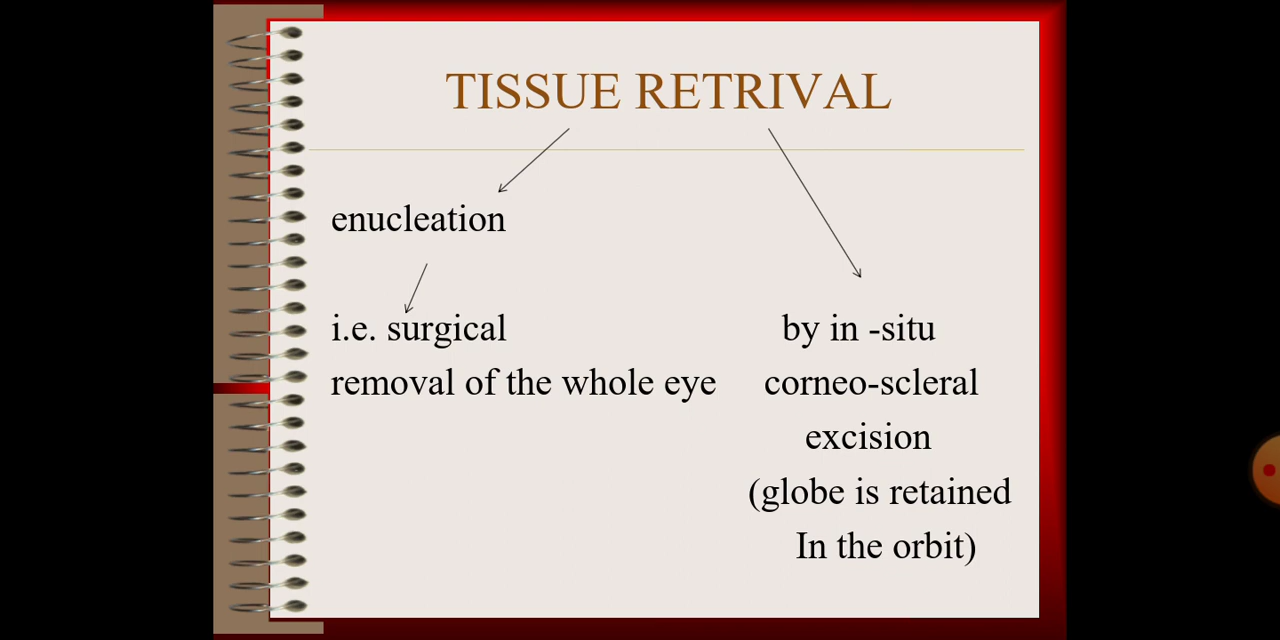 TISSUE RETRIVAL
enucleation
i.e. surgical
removal of the whole eye
by in -situ
corneo-scleral
excision
(globe is retained
In the orbit)